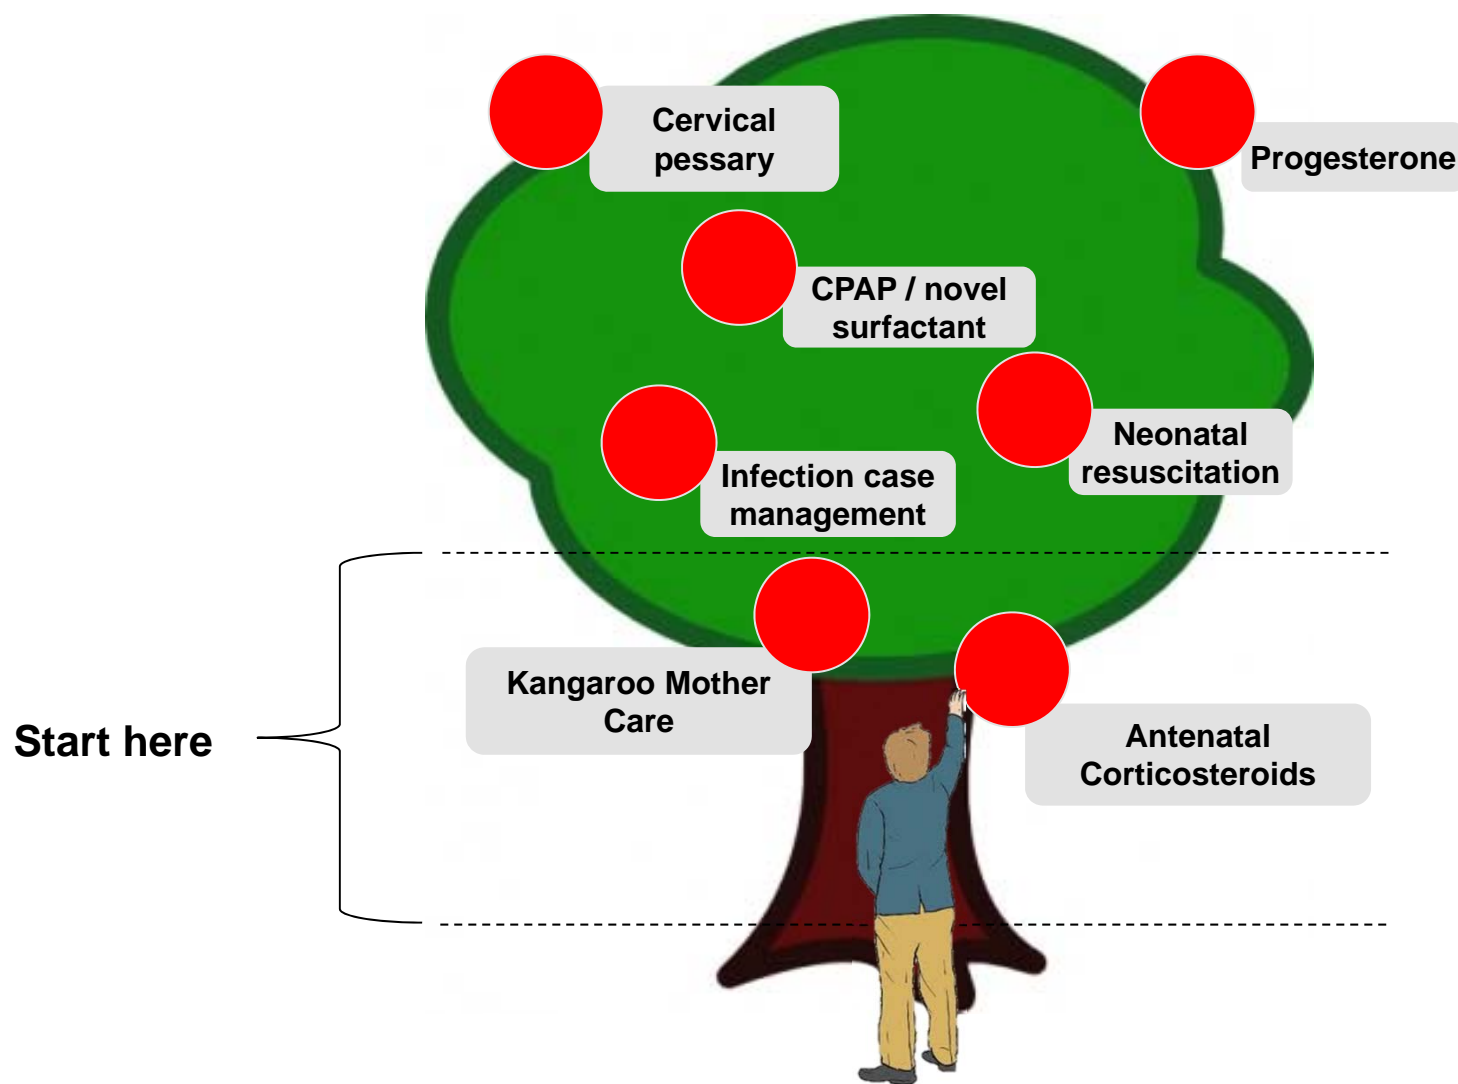 Cervical
pessary
Progesterone
CPAP / novel
surfactant
Neonatal
resuscitation
Infection case
management
Kangaroo Mother
Care
Start here
Antenatal
Corticosteroids